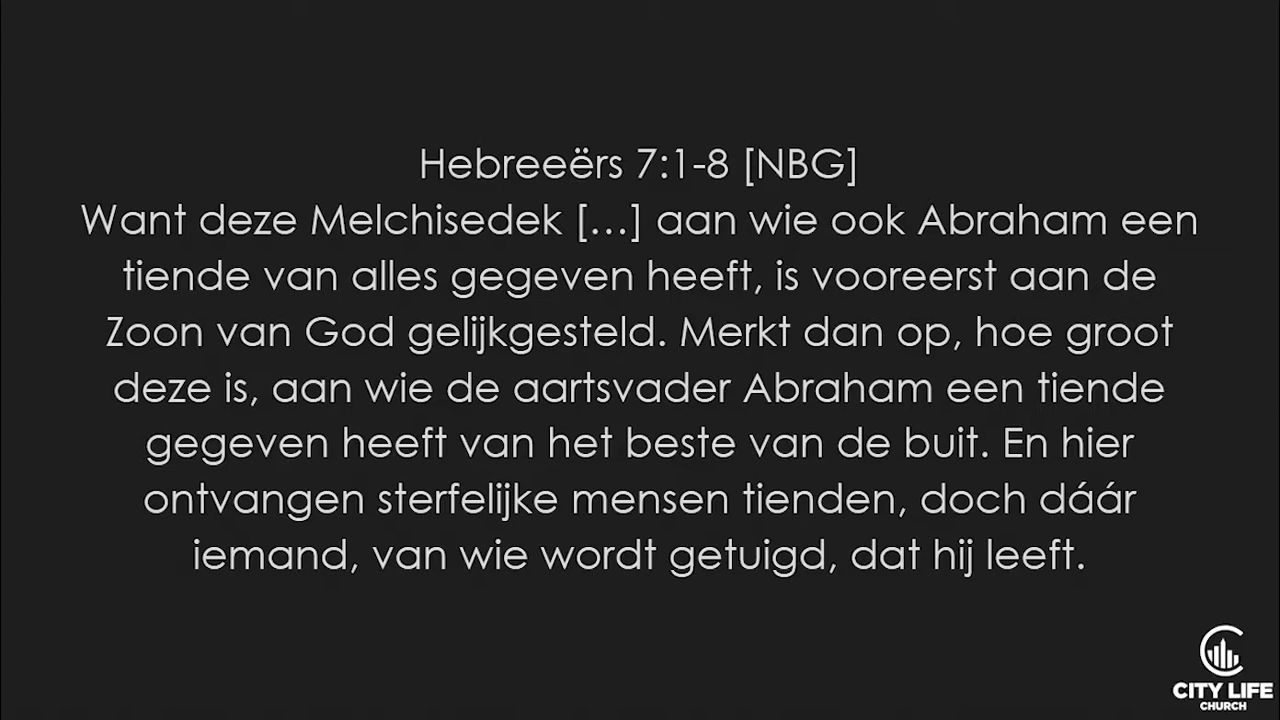 Hebreeërs 7:1-8 [NBG]
Want deze Melchisedek [...] aan wie ook Abraham een
tiende van alles gegeven heeft, is vooreerst aan de
Zoon van God gelijkgesteld. Merkt dan op, hoe groot
deze is, aan wie de aartsvader Abraham een tiende
gegeven heeft van het beste van de buit. En hier
ontvangen sterfelijke mensen tienden, doch dáár
iemand, van wie wordt getuigd, dat hij leeft.
CITY LIFE
CHURCH